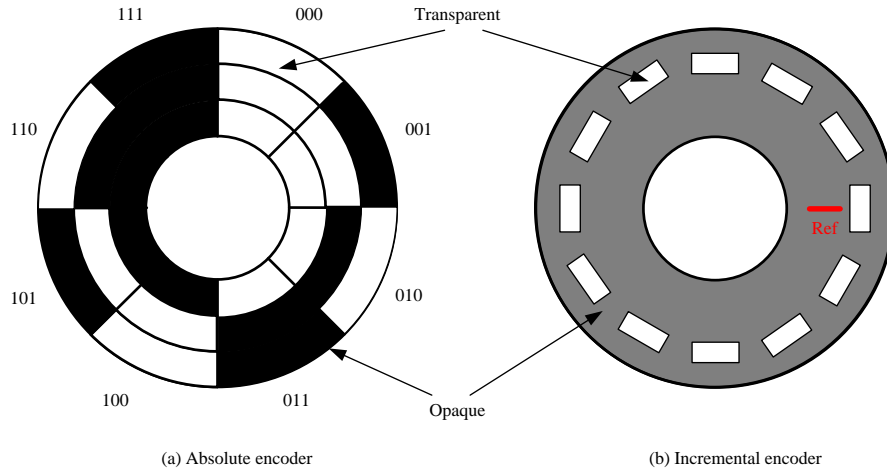 111
000
Transparent
110
001
Ref
101
010
100
011
Opaque
(a) Absolute encoder
(b) Incremental encoder